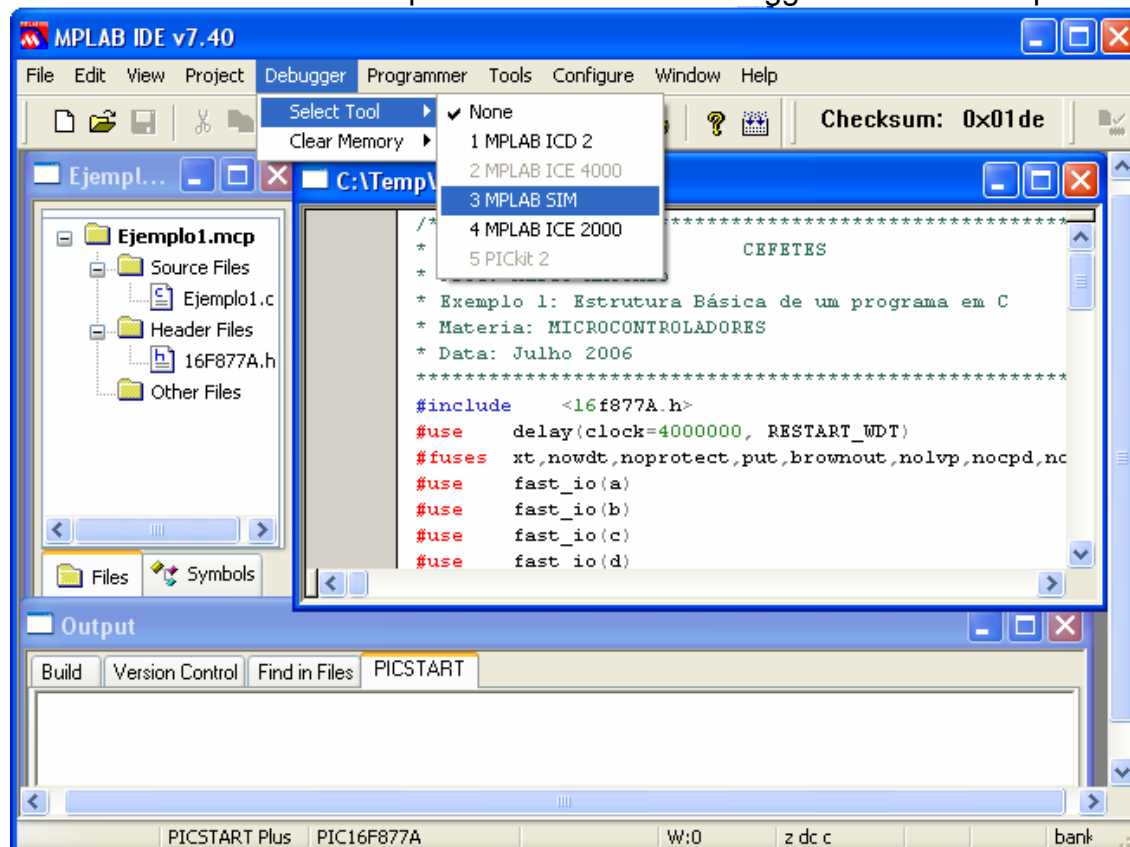 gg
MPLAB IDE v7.40
File Edit View Project Debugger Programmer Tools Configure Window Help
Select Tool
Clear Memory
None
1 MPLAB ICD 2
2 MPLAB ICE 4000
3 MPLAB SIM
4 MPLAB ICE 2000
5 PICkit 2
Checksum: 0x01de
Ejempl...
Ejemplo1.mcp
Source Files
Ejemplo1.c
Header Files
16F877A.h
Other Files
Files Symbols
C:\Temp\
/* **********************************
* CEFETES
*
* Exemplo 1: Estrutura Básica de um programa em C
* Materia: MICROCONTROLADORES
* Data: Julho 2006
******************************************************
#include <16f877A.h>
#use delay(clock=4000000, RESTART_WDT)
#fuses xt,nowdt,noprotect,put,brownout,nolvp,nocpd,no
#use fast_io(a)
#use fast_io(b)
#use fast_io(c)
#use fast_io(d)
Output
Build Version Control Find in Files PICSTART
PICSTART Plus PIC16F877A W:0 z dc c bank